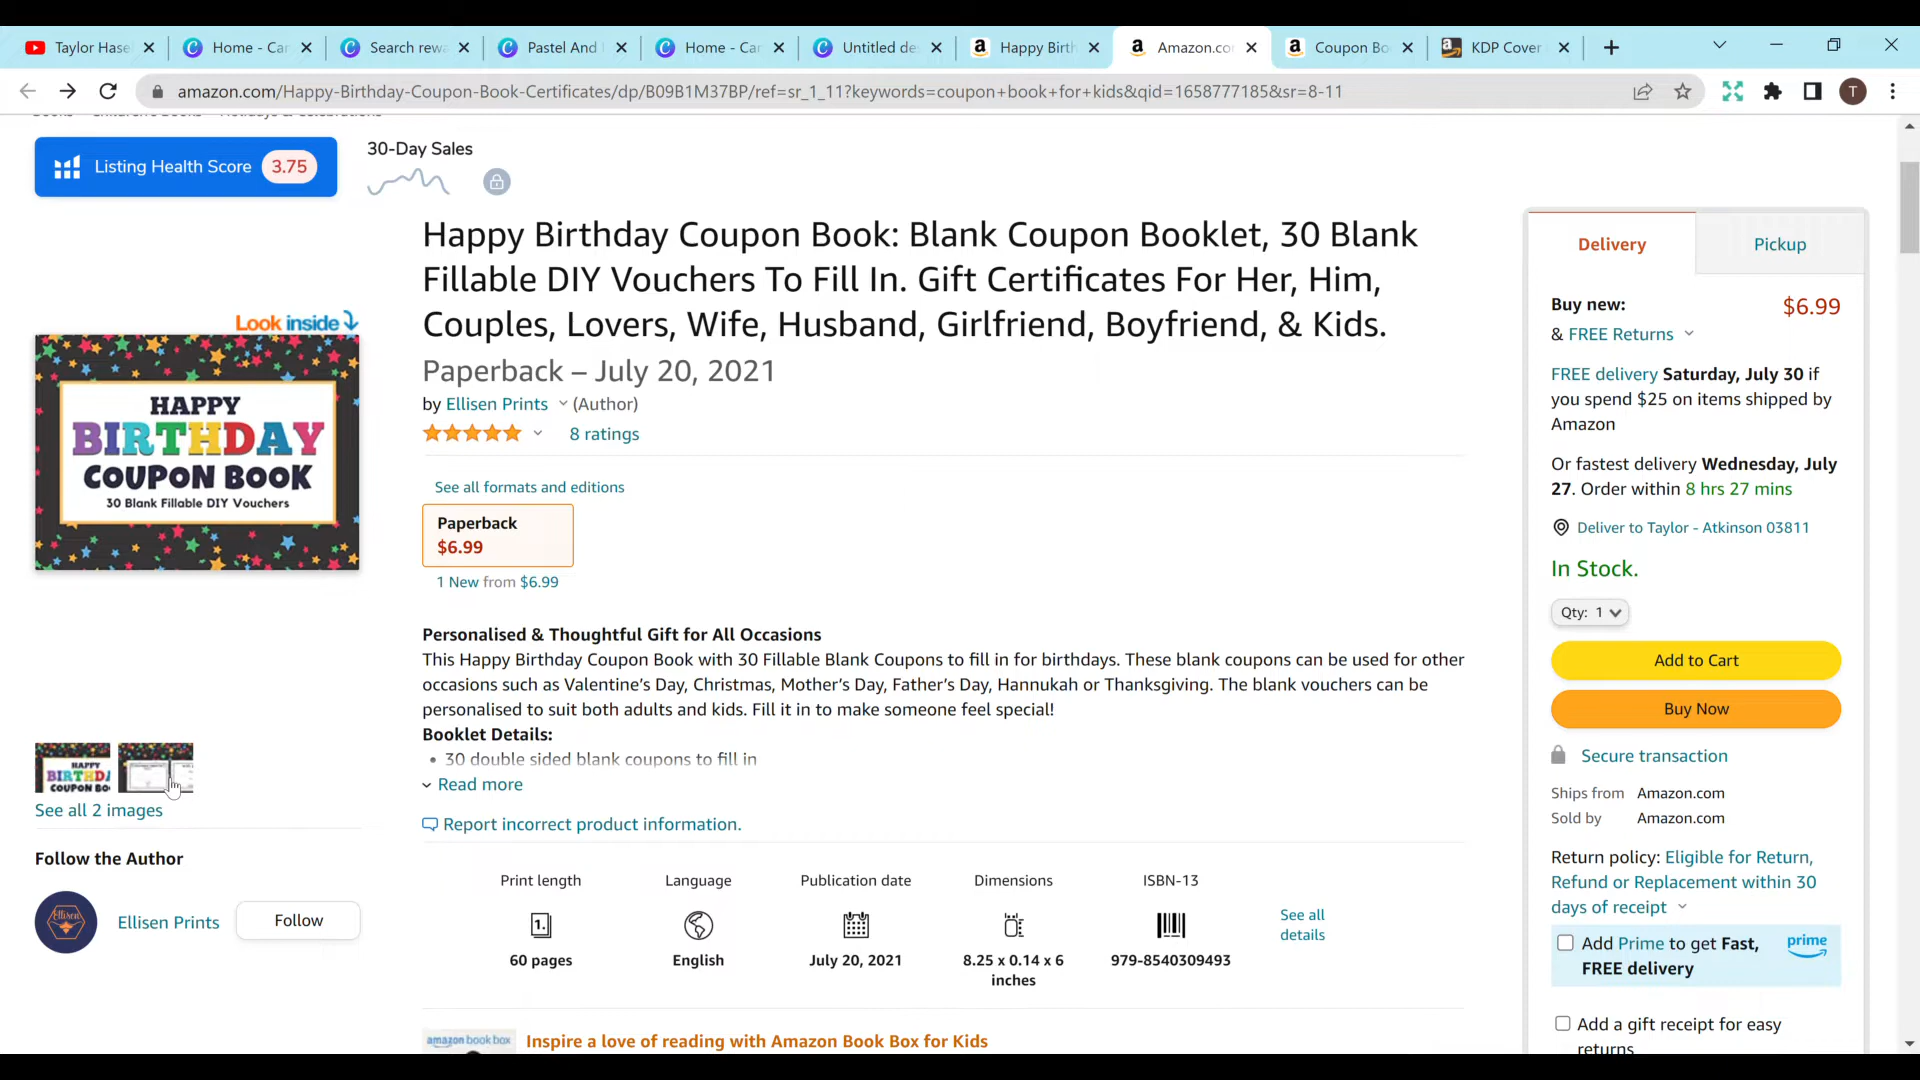 Taylor Hase
Home - Car
Search rewa
Pastel And
Home - Car
Untitled de
Happy Birth
Amazon.co
Coupon Bo
KDP Cover
amazon.com/Happy-Birthday-Coupon-Book-Certificates/dp/B09B1M37BP/ref=sr_1_11?keywords=coupon+book+for+kids&qid=1658777185&sr=8-11
T
Books Children's Books Holidays & Celebrations
Listing Health Score 3.75
30-Day Sales
Look inside
HAPPY
BIRTHDAY
COUPON BOOK
30 Blank Fillable DIY Vouchers
HAPPY
BIRTHDA
COUPON BO
See all 2 images
Follow the Author
Ellisen
Ellisen Prints
Follow
Happy Birthday Coupon Book: Blank Coupon Booklet, 30 Blank
Fillable DIY Vouchers To Fill In. Gift Certificates For Her, Him,
Couples, Lovers, Wife, Husband, Girlfriend, Boyfriend, & Kids.
Paperback – July 20, 2021
by Ellisen Prints (Author)
8 ratings
See all formats and editions
Paperback
$6.99
1 New from $6.99
Personalised & Thoughtful Gift for All Occasions
This Happy Birthday Coupon Book with 30 Fillable Blank Coupons to fill in for birthdays. These blank coupons can be used for other
occasions such as Valentine's Day, Christmas, Mother's Day, Father's Day, Hannukah or Thanksgiving. The blank vouchers can be
personalised to suit both adults and kids. Fill it in to make someone feel special!
Booklet Details:
• 30 double sided blank coupons to fill in
Read more
Report incorrect product information.
Print length
1.
60 pages
Language
English
Publication date
July 20, 2021
Dimensions
8.25 x 0.14 x 6
inches
ISBN-13
979-8540309493
See all
details
amazon book box
Inspire a love of reading with Amazon Book Box for Kids
Delivery
Pickup
Buy new: $6.99
& FREE Returns
FREE delivery Saturday, July 30 if
you spend $25 on items shipped by
Amazon
Or fastest delivery Wednesday, July
27. Order within 8 hrs 27 mins
Deliver to Taylor - Atkinson 03811
In Stock.
Qty: 1
Add to Cart
Buy Now
Secure transaction
Ships from Amazon.com
Sold by Amazon.com
Return policy: Eligible for Return,
Refund or Replacement within 30
days of receipt
Add Prime to get Fast,
FREE delivery
prime
Add a gift receipt for easy
returns